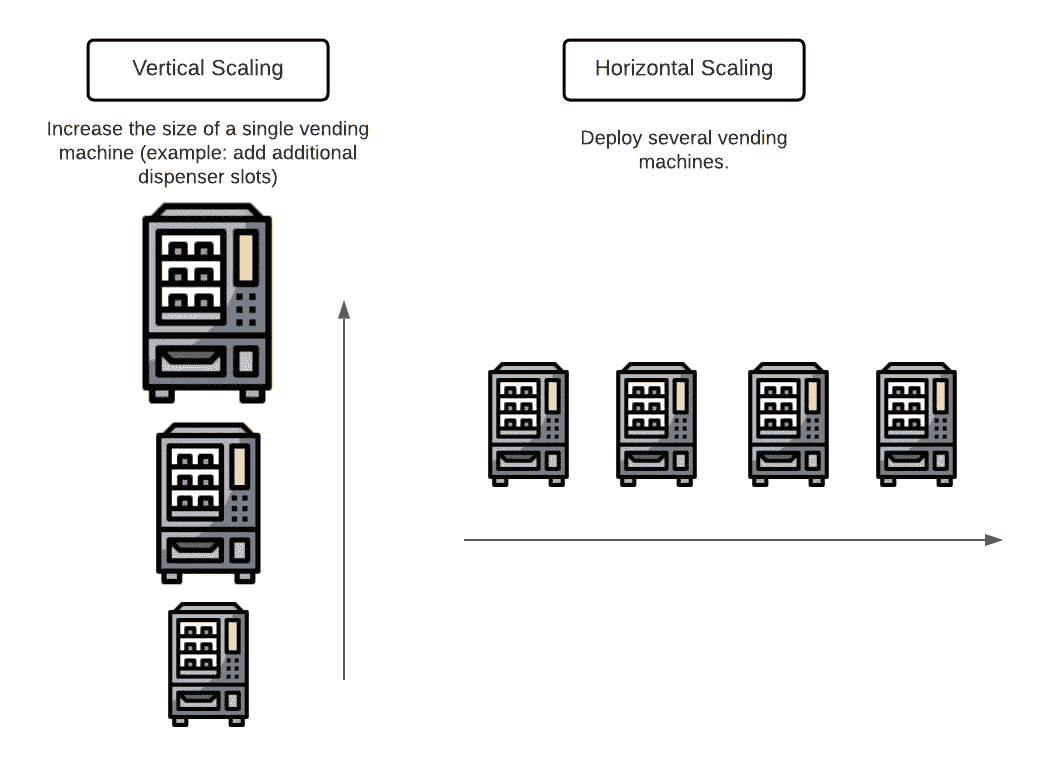 Vertical Scaling
Increase the size of a single vending
machine (example: add additional
dispenser slots)
Horizontal Scaling
Deploy several vending
machines.